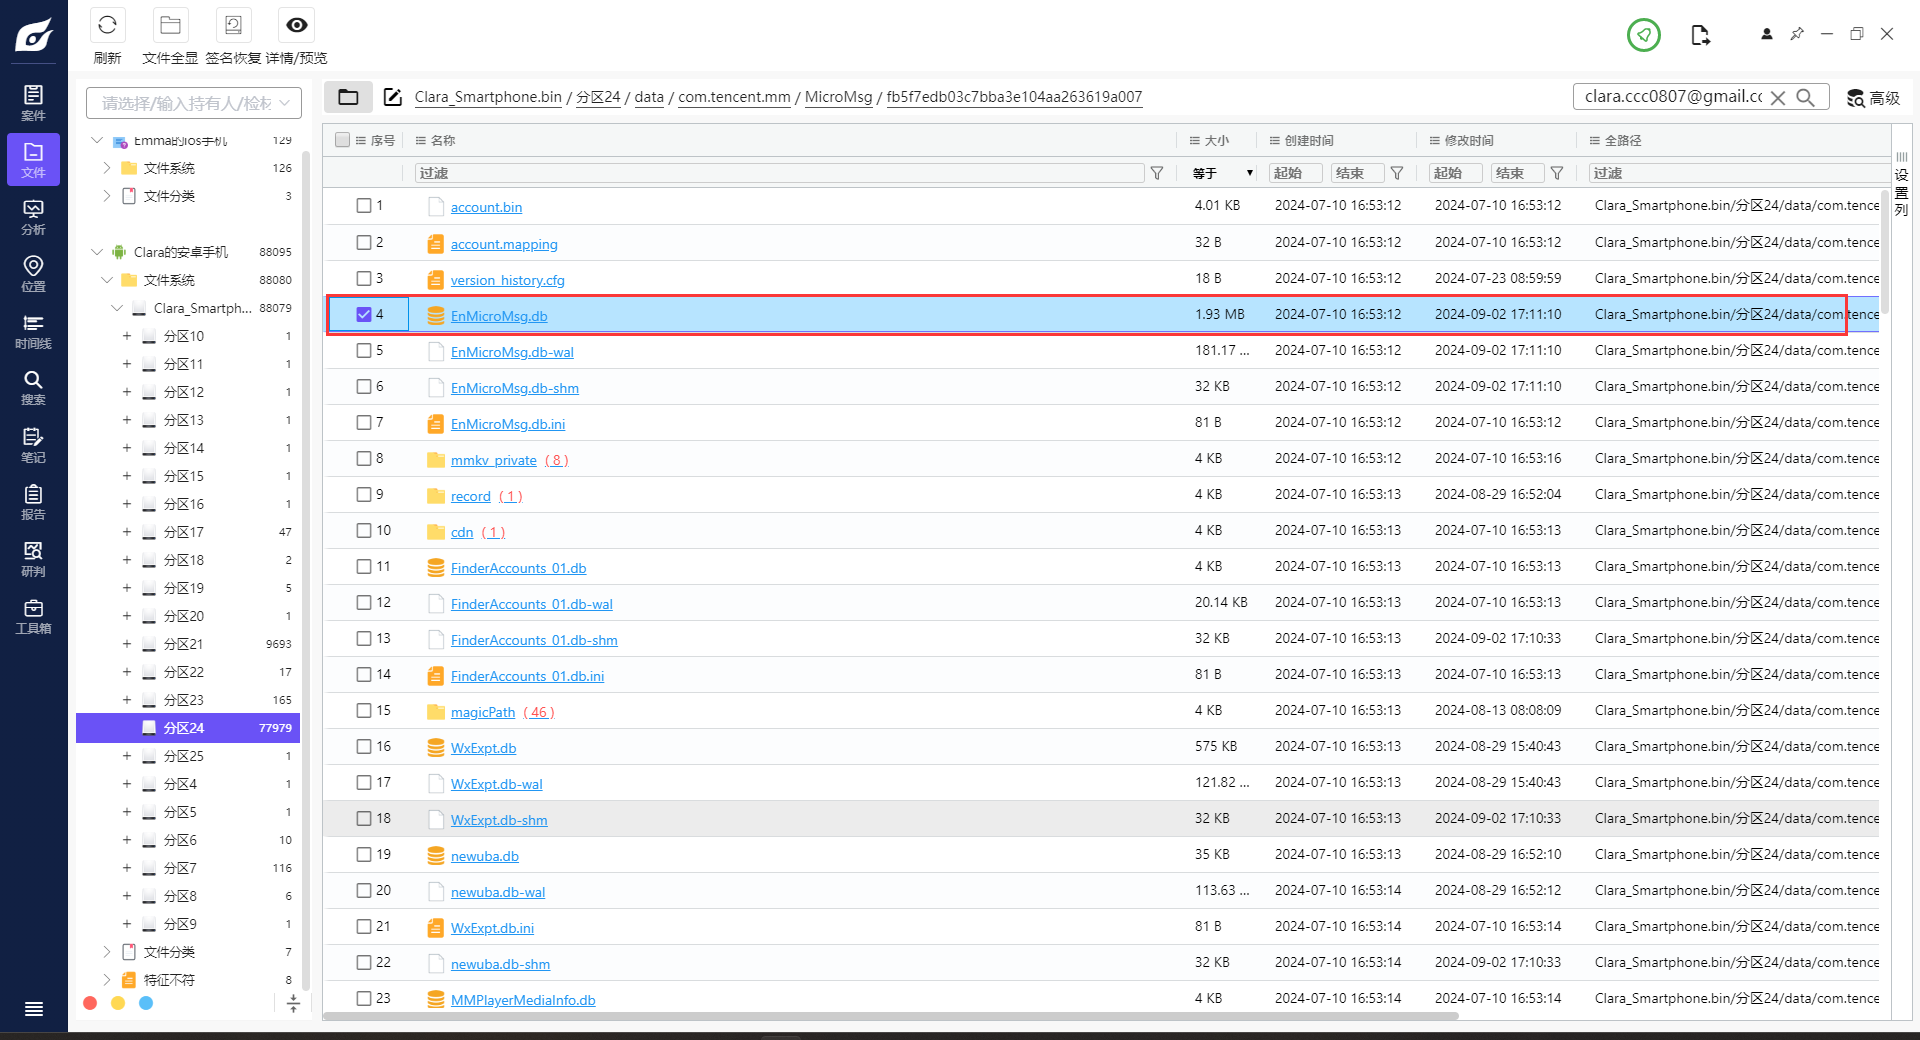 刷新 文件全显 签名恢复 详情/预览
案件
文件
分析
位置
时间线
搜索
笔记
报告
研判
工具箱
请选择/输入持有人/检材
Emma的ios手机 129
文件系统 126
文件分类 3
Clara的安卓手机 88095
文件系统 88080
Clara_Smartph... 88079
分区10 1
分区11 1
分区12 1
分区13 1
分区14 1
分区15 1
分区16 1
分区17 47
分区18 2
分区19 5
分区20 1
分区21 9693
分区22 17
分区23 165
分区24 77979
分区25 1
分区4 1
分区5 1
分区6 10
分区7 116
分区8 6
分区9 1
文件分类 7
特征不符 8
Clara_Smartphone.bin / 分区24 / data / com.tencent.mm / MicroMsg / fb5f7edb03c7bba3e104aa263619a007
clara.ccc0807@gmail.cc 高级
序号 名称 大小 创建时间 修改时间 全路径
过滤 等于 起始 结束 起始 结束 过滤
设置列
1 account.bin 4.01 KB 2024-07-10 16:53:12 2024-07-10 16:53:12 Clara_Smartphone.bin/分区24/data/com.tence
2 account.mapping 32 B 2024-07-10 16:53:12 2024-07-10 16:53:12 Clara_Smartphone.bin/分区24/data/com.tence
3 version_history.cfg 18 B 2024-07-10 16:53:12 2024-07-23 08:59:59 Clara_Smartphone.bin/分区24/data/com.tence
4 EnMicroMsg.db 1.93 MB 2024-07-10 16:53:12 2024-09-02 17:11:10 Clara_Smartphone.bin/分区24/data/com.tence
5 EnMicroMsg.db-wal 181.17 ... 2024-07-10 16:53:12 2024-09-02 17:11:10 Clara_Smartphone.bin/分区24/data/com.tence
6 EnMicroMsg.db-shm 32 KB 2024-07-10 16:53:12 2024-09-02 17:11:10 Clara_Smartphone.bin/分区24/data/com.tence
7 EnMicroMsg.db.ini 81 B 2024-07-10 16:53:12 2024-07-10 16:53:12 Clara_Smartphone.bin/分区24/data/com.tence
8 mmkv_private ( 8 ) 4 KB 2024-07-10 16:53:12 2024-07-10 16:53:16 Clara_Smartphone.bin/分区24/data/com.tence
9 record ( 1 ) 4 KB 2024-07-10 16:53:13 2024-08-29 16:52:04 Clara_Smartphone.bin/分区24/data/com.tence
10 cdn ( 1 ) 4 KB 2024-07-10 16:53:13 2024-07-10 16:53:13 Clara_Smartphone.bin/分区24/data/com.tence
11 FinderAccounts_01.db 4 KB 2024-07-10 16:53:13 2024-07-10 16:53:13 Clara_Smartphone.bin/分区24/data/com.tence
12 FinderAccounts_01.db-wal 20.14 KB 2024-07-10 16:53:13 2024-07-10 16:53:13 Clara_Smartphone.bin/分区24/data/com.tence
13 FinderAccounts_01.db-shm 32 KB 2024-07-10 16:53:13 2024-09-02 17:10:33 Clara_Smartphone.bin/分区24/data/com.tence
14 FinderAccounts_01.db.ini 81 B 2024-07-10 16:53:13 2024-07-10 16:53:13 Clara_Smartphone.bin/分区24/data/com.tence
15 magicPath ( 46 ) 4 KB 2024-07-10 16:53:13 2024-08-13 08:08:09 Clara_Smartphone.bin/分区24/data/com.tence
16 WxExpt.db 575 KB 2024-07-10 16:53:13 2024-08-29 15:40:43 Clara_Smartphone.bin/分区24/data/com.tence
17 WxExpt.db-wal 121.82 ... 2024-07-10 16:53:13 2024-08-29 15:40:43 Clara_Smartphone.bin/分区24/data/com.tence
18 WxExpt.db-shm 32 KB 2024-07-10 16:53:13 2024-09-02 17:10:33 Clara_Smartphone.bin/分区24/data/com.tence
19 newuba.db 35 KB 2024-07-10 16:53:13 2024-08-29 16:52:10 Clara_Smartphone.bin/分区24/data/com.tence
20 newuba.db-wal 113.63 ... 2024-07-10 16:53:14 2024-08-29 16:52:12 Clara_Smartphone.bin/分区24/data/com.tence
21 WxExpt.db.ini 81 B 2024-07-10 16:53:14 2024-07-10 16:53:14 Clara_Smartphone.bin/分区24/data/com.tence
22 newuba.db-shm 32 KB 2024-07-10 16:53:14 2024-09-02 17:10:33 Clara_Smartphone.bin/分区24/data/com.tence
23 MMPlayerMediaInfo.db 4 KB 2024-07-10 16:53:14 2024-07-10 16:53:14 Clara_Smartphone.bin/分区24/data/com.tence